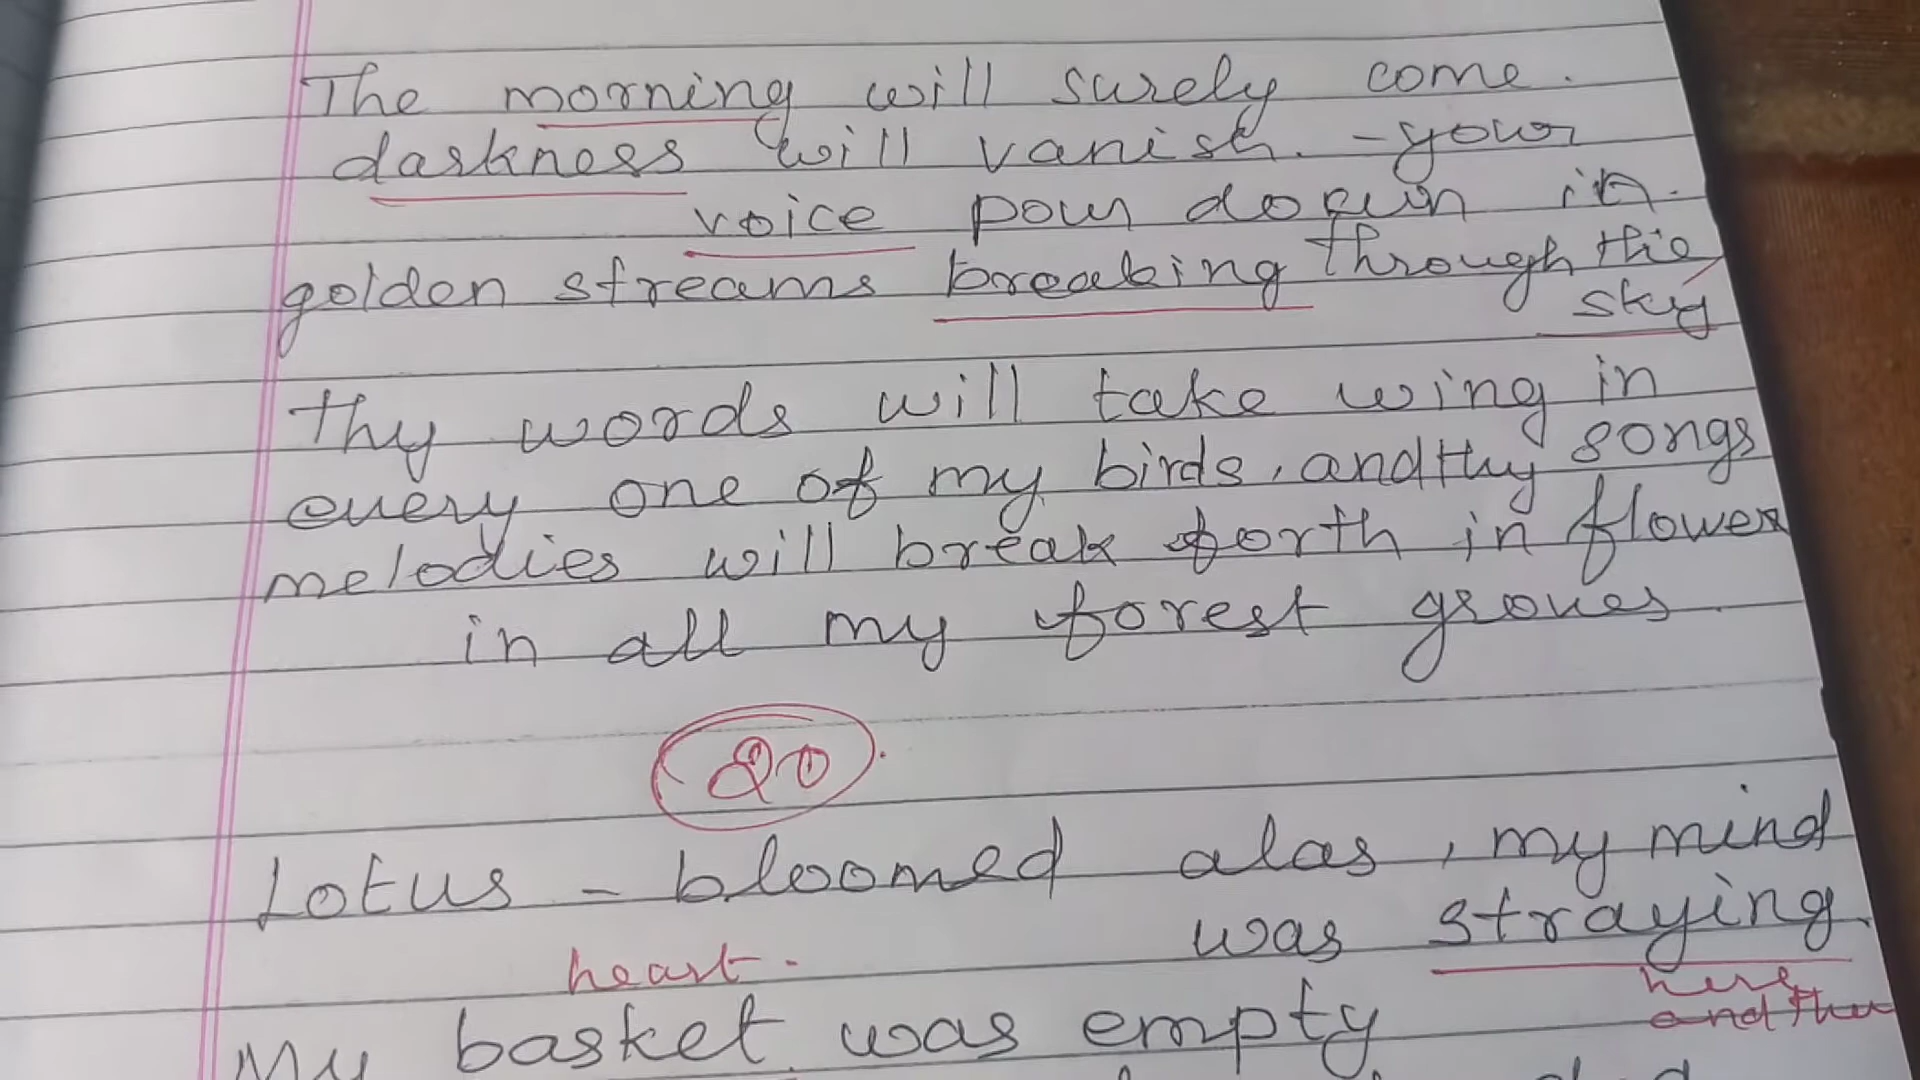 The morning will surely come.
darkness will vanish. - your
voice pour down in
golden streams breaking through the
sky
Thy words will take wing in
every one of my birds, and thy songs
melodies will break forth in flower
in all my forest groves
20
Lotus - bloomed alas, my mind
was straying
heart.
here
and the
My basket was empty